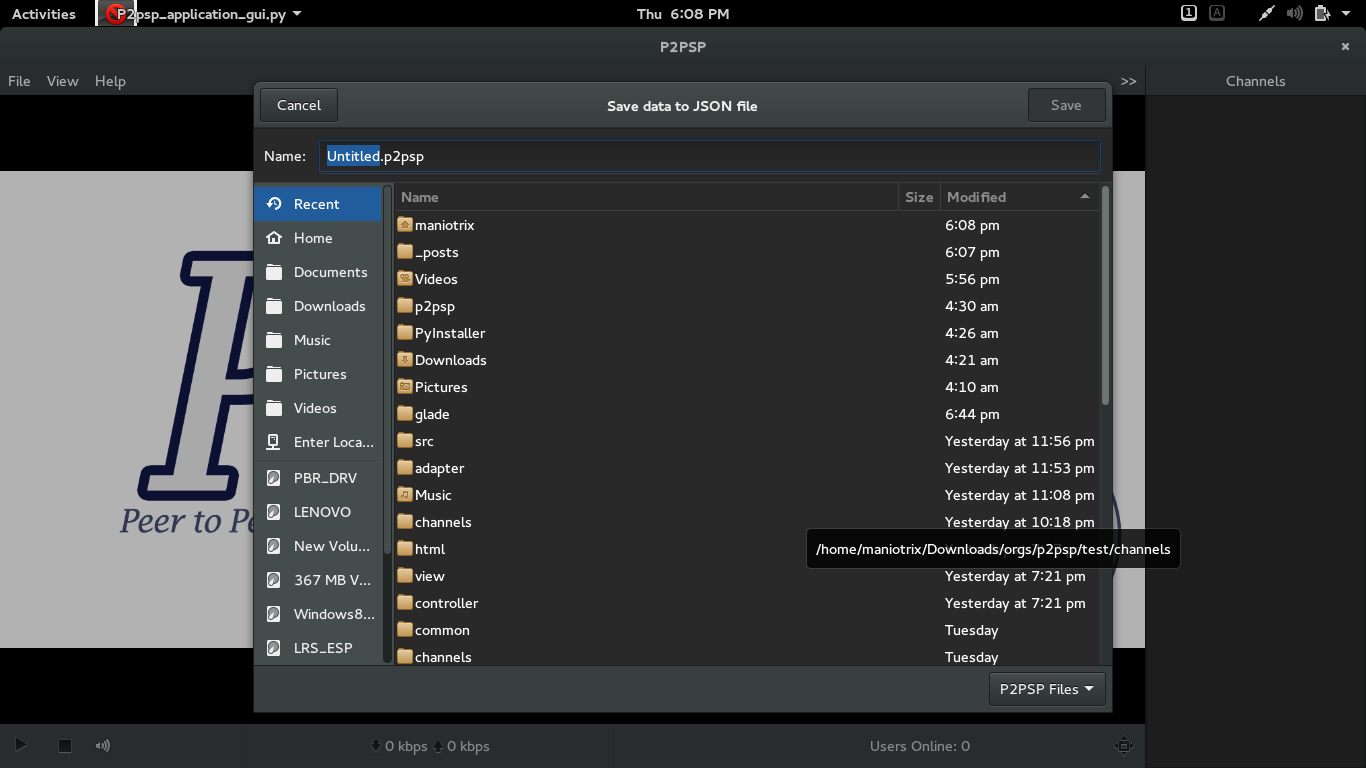 Activities P2psp_application_gui.py Thu 6:08 PM 1 A
P2PSP ×
File View Help >> Channels
Cancel Save data to JSON file Save
Name: Untitled.p2psp
Recent
Home
Documents
Downloads
Music
Pictures
Videos
Enter Loca...
PBR_DRV
LENOVO
New Volu...
367 MB V...
Windows8...
LRS_ESP
Name Size Modified
maniotrix 6:08 pm
_posts 6:07 pm
Videos 5:56 pm
p2psp 4:30 am
PyInstaller 4:26 am
Downloads 4:21 am
Pictures 4:10 am
glade 6:44 pm
src Yesterday at 11:56 pm
adapter Yesterday at 11:53 pm
Music Yesterday at 11:08 pm
channels Yesterday at 10:18 pm
html
/home/maniotrix/Downloads/orgs/p2psp/test/channels
view Yesterday at 7:21 pm
controller Yesterday at 7:21 pm
common Tuesday
channels Tuesday
P2PSP Files
Peer to Pe
0 kbps 0 kbps Users Online: 0